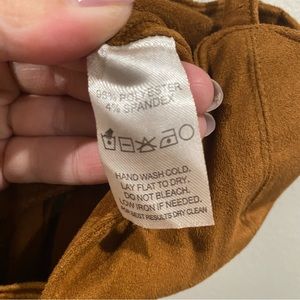 96% POLYESTER
4% SPANDEX
HAND WASH COLD.
LAY FLAT TO DRY.
DO NOT BLEACH.
LOW IRON IF NEEDED.
FOR BEST RESULTS DRY CLEAN